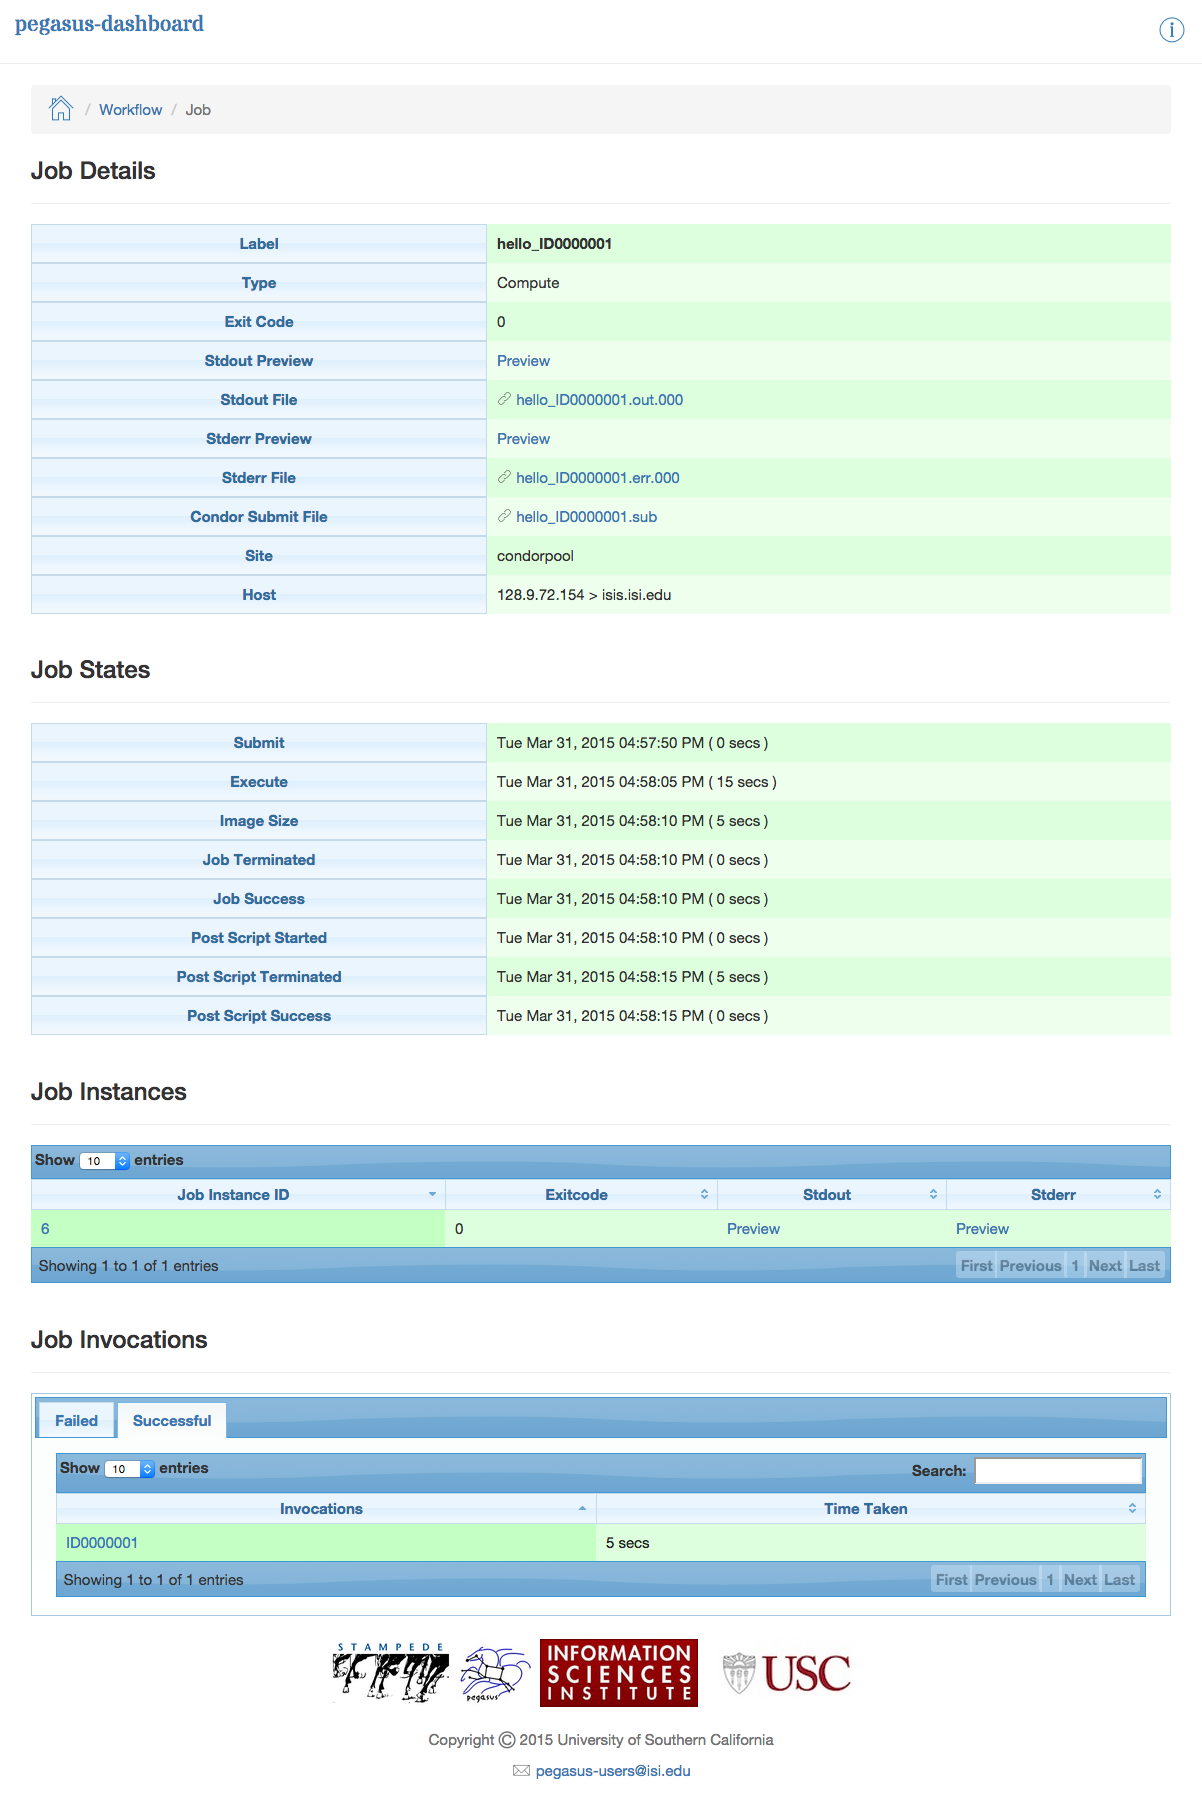 pegasus-dashboard
/ Workflow / Job
Job Details
Label hello_ID0000001
Type Compute
Exit Code 0
Stdout Preview Preview
Stdout File hello_ID0000001.out.000
Stderr Preview Preview
Stderr File hello_ID0000001.err.000
Condor Submit File hello_ID0000001.sub
Site condorpool
Host 128.9.72.154 > isis.isi.edu
Job States
Submit Tue Mar 31, 2015 04:57:50 PM ( 0 secs )
Execute Tue Mar 31, 2015 04:58:05 PM ( 15 secs )
Image Size Tue Mar 31, 2015 04:58:10 PM ( 5 secs )
Job Terminated Tue Mar 31, 2015 04:58:10 PM ( 0 secs )
Job Success Tue Mar 31, 2015 04:58:10 PM ( 0 secs )
Post Script Started Tue Mar 31, 2015 04:58:10 PM ( 0 secs )
Post Script Terminated Tue Mar 31, 2015 04:58:15 PM ( 5 secs )
Post Script Success Tue Mar 31, 2015 04:58:15 PM ( 0 secs )
Job Instances
Show 10 entries
Job Instance ID Exitcode Stdout Stderr
6 0 Preview Preview
Showing 1 to 1 of 1 entries First Previous 1 Next Last
Job Invocations
Failed Successful
Show 10 entries Search:
Invocations Time Taken
ID0000001 5 secs
Showing 1 to 1 of 1 entries First Previous 1 Next Last
STAMPEDE
pegasus
INFORMATION
SCIENCES
INSTITUTE
USC
Copyright © 2015 University of Southern California
pegasus-users@isi.edu